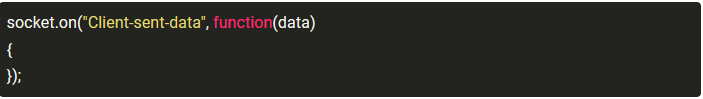 socket.on("Client-sent-data", function(data)
{
});